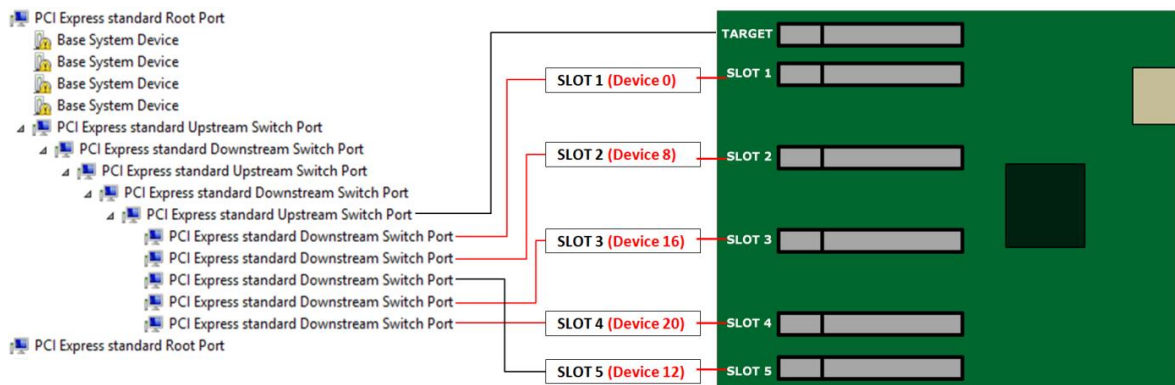 PCI Express standard Root Port
Base System Device
Base System Device
Base System Device
Base System Device
PCI Express standard Upstream Switch Port
PCI Express standard Downstream Switch Port
PCI Express standard Upstream Switch Port
PCI Express standard Downstream Switch Port
PCI Express standard Upstream Switch Port
PCI Express standard Downstream Switch Port
PCI Express standard Downstream Switch Port
PCI Express standard Downstream Switch Port
PCI Express standard Downstream Switch Port
PCI Express standard Downstream Switch Port
PCI Express standard Root Port
SLOT 1 (Device 0)
SLOT 2 (Device 8)
SLOT 3 (Device 16)
SLOT 4 (Device 20)
SLOT 5 (Device 12)
TARGET
SLOT 1
SLOT 2
SLOT 3
SLOT 4
SLOT 5